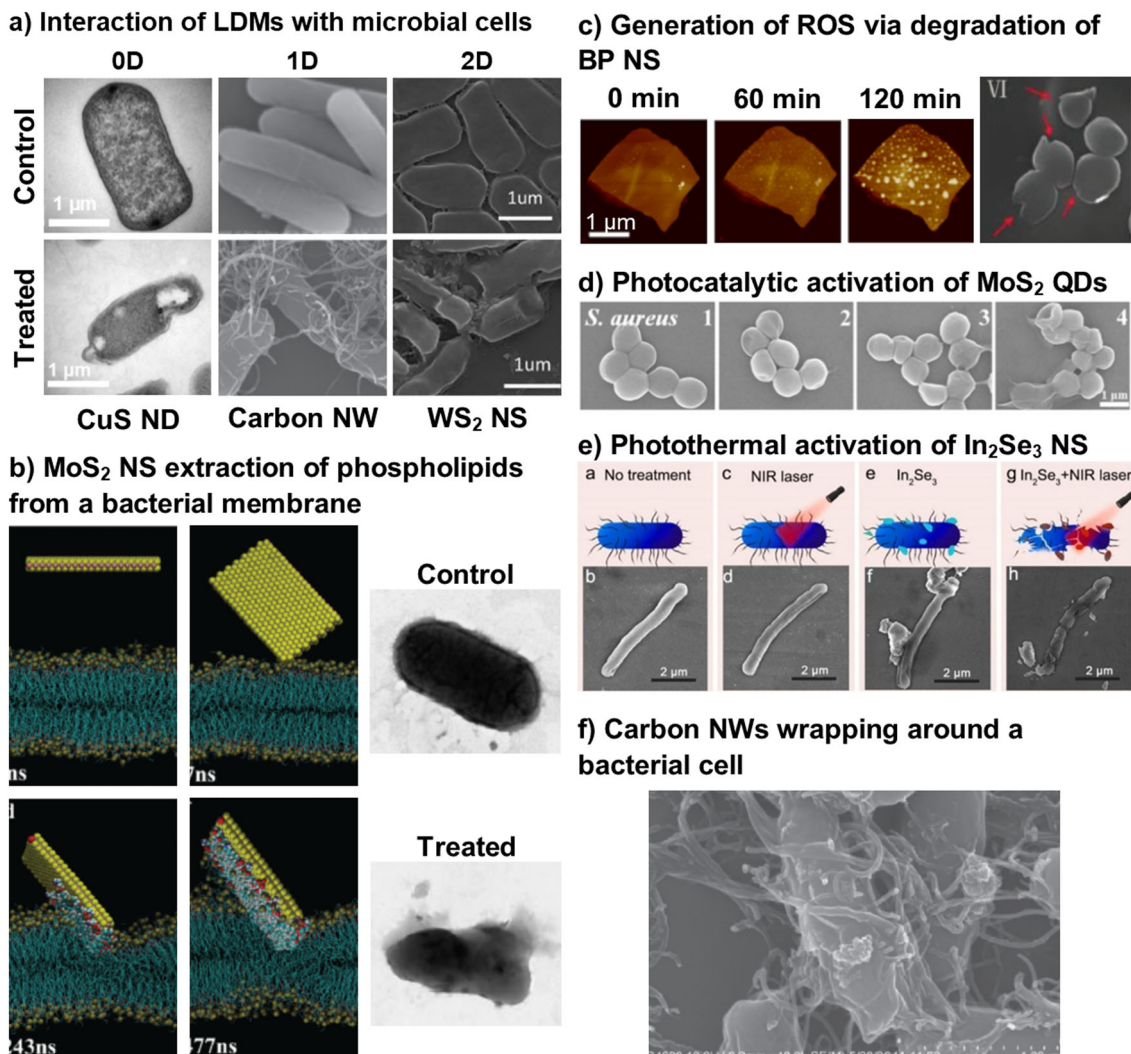 a) Interaction of LDMs with microbial cells
0D 1D 2D
Control
1 μm
1um
Treated
1 μm
1um
CuS ND Carbon NW WS₂ NS
b) MoS₂ NS extraction of phospholipids
from a bacterial membrane
Control
7ns
Treated
243ns
477ns
c) Generation of ROS via degradation of
BP NS
0 min 60 min 120 min
1 μm
VI
d) Photocatalytic activation of MoS₂ QDs
S. aureus 1 2 3 4
1 μm
e) Photothermal activation of In₂Se₃ NS
a No treatment c NIR laser e In₂Se₃ g In₂Se₃+NIR laser
b d f h
2 μm 2 μm 2 μm 2 μm
f) Carbon NWs wrapping around a
bacterial cell